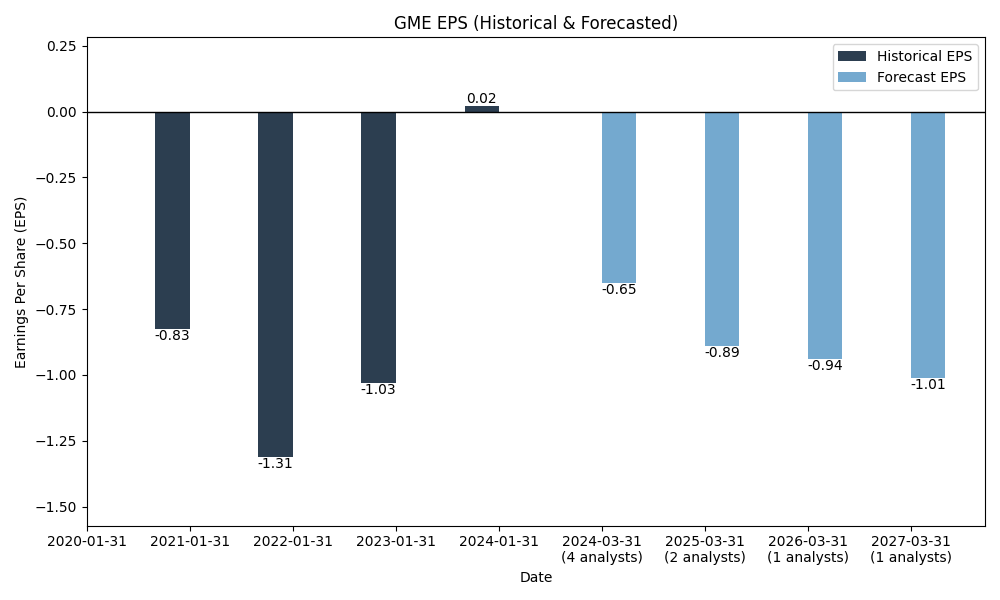 GME EPS (Historical & Forecasted)
Historical EPS
Forecast EPS
Earnings Per Share (EPS)
0.25
0.00
−0.25
−0.50
−0.75
−1.00
−1.25
−1.50
-0.83
-1.31
-1.03
0.02
-0.65
-0.89
-0.94
-1.01
2020-01-31
2021-01-31
2022-01-31
2023-01-31
2024-01-31
2024-03-31
(4 analysts)
2025-03-31
(2 analysts)
2026-03-31
(1 analysts)
2027-03-31
(1 analysts)
Date